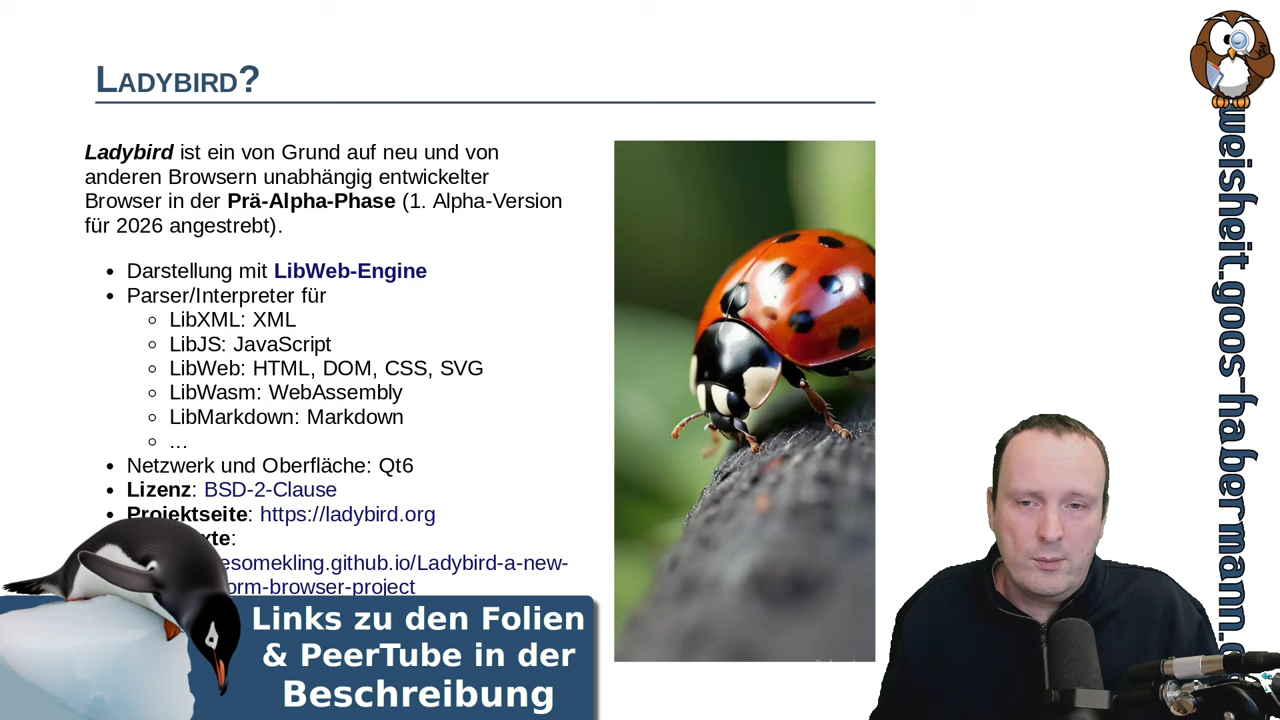 Ladybird?
Ladybird ist ein von Grund auf neu und von
anderen Browsern unabhängig entwickelter
Browser in der Prä-Alpha-Phase (1. Alpha-Version
für 2026 angestrebt).
• Darstellung mit LibWeb-Engine
• Parser/Interpreter für
◦ LibXML: XML
◦ LibJS: JavaScript
◦ LibWeb: HTML, DOM, CSS, SVG
◦ LibWasm: WebAssembly
◦ LibMarkdown: Markdown
◦ ...
• Netzwerk und Oberfläche: Qt6
• Lizenz: BSD-2-Clause
• Projektseite: https://ladybird.org
Links zu den Folien
& PeerTube in der
Beschreibung